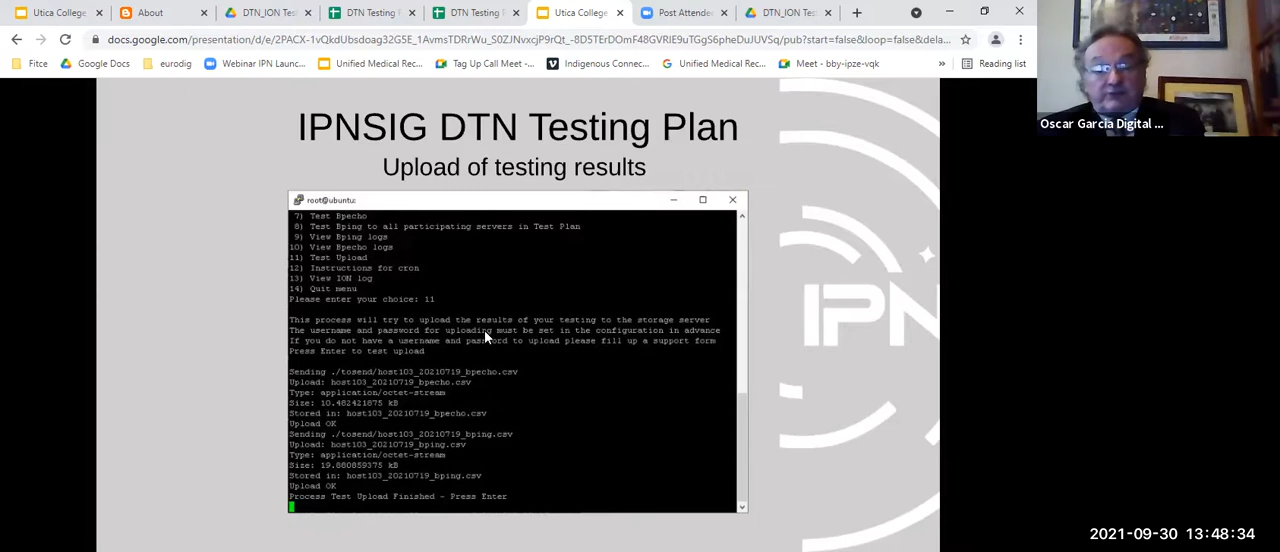 Utica College
About
DTN_ION Test
DTN Testing F
DTN Testing
Utica College
Post Attended
DTN_ION Test
docs.google.com/presentation/d/e/2PACX-1vQkdUbsdoag32G5E_1AvmsTDRrWu_S0ZJNvxcjP9rQt_-8D5TErDOmF48GVRIE9uTGgS6pheDuJUVSq/pub?start=false&loop=false&dela...
Fitce
Google Docs
eurodig
Webinar IPN Launc...
Unified Medical Rec...
Tag Up Call Meet -...
Indigenous Connec...
Unified Medical Rec...
Meet - bby-ipze-vqk
»
Reading list
Oscar Garcia Digital ...
IPNSIG DTN Testing Plan
Upload of testing results
root@ubuntu:
7) Test Bpecho
8) Test Bping to all participating servers in Test Plan
9) View Bping logs
10) View Bpecho logs
11) Test Upload
12) Instructions for cron
13) View ION log
14) Quit menu
Please enter your choice: 11
This process will try to upload the results of your testing to the storage server
The username and password for uploading must be set in the configuration in advance
If you do not have a username and password to upload please fill up a support form
Press Enter to test upload
Sending ./tosend/host103_20210719_bpecho.csv
Upload: host103_20210719_bpecho.csv
Type: application/octet-stream
Size: 10.482421875 kB
Stored in: host103_20210719_bpecho.csv
Upload OK
Sending ./tosend/host103_20210719_bping.csv
Upload: host103_20210719_bping.csv
Type: application/octet-stream
Size: 19.880859375 kB
Stored in: host103_20210719_bping.csv
Upload OK
Process Test Upload Finished - Press Enter
IPN
2021-09-30 13:48:34